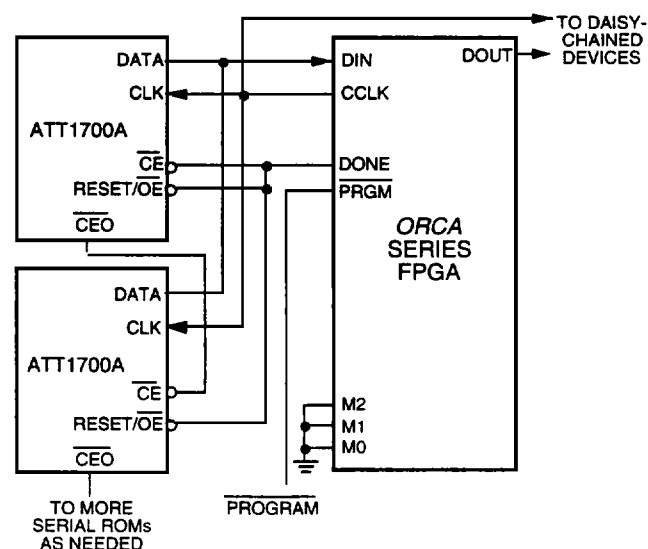 TO DAISY-
CHAINED
DEVICES
DATA
CLK
ATT1700A
CE
RESET/OE
CEO
DIN
DOUT
CCLK
DONE
PRGM
ORCA
SERIES
FPGA
DATA
CLK
ATT1700A
CE
RESET/OE
CEO
M2
M1
M0
TO MORE
SERIAL ROMs
AS NEEDED
PROGRAM